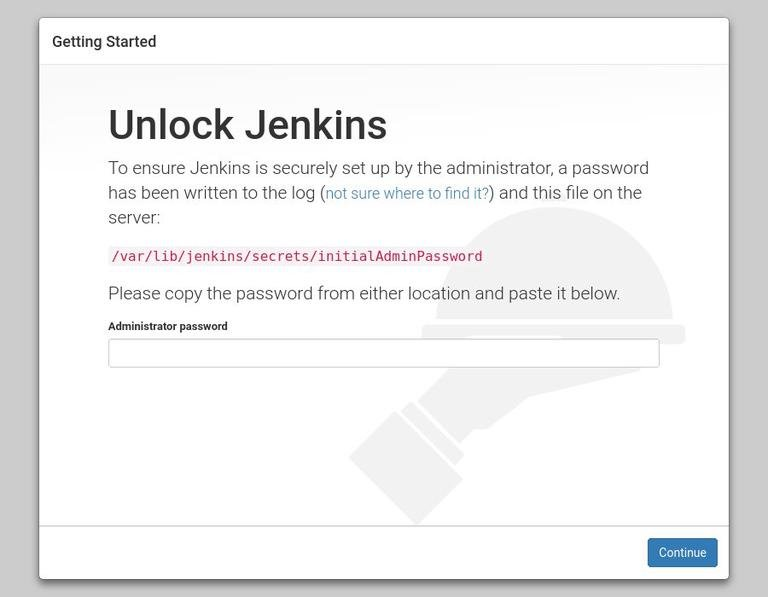 Getting Started
Unlock Jenkins
To ensure Jenkins is securely set up by the administrator, a password
has been written to the log (not sure where to find it?) and this file on the
server:
/var/lib/jenkins/secrets/initialAdminPassword
Please copy the password from either location and paste it below.
Administrator password
Continue